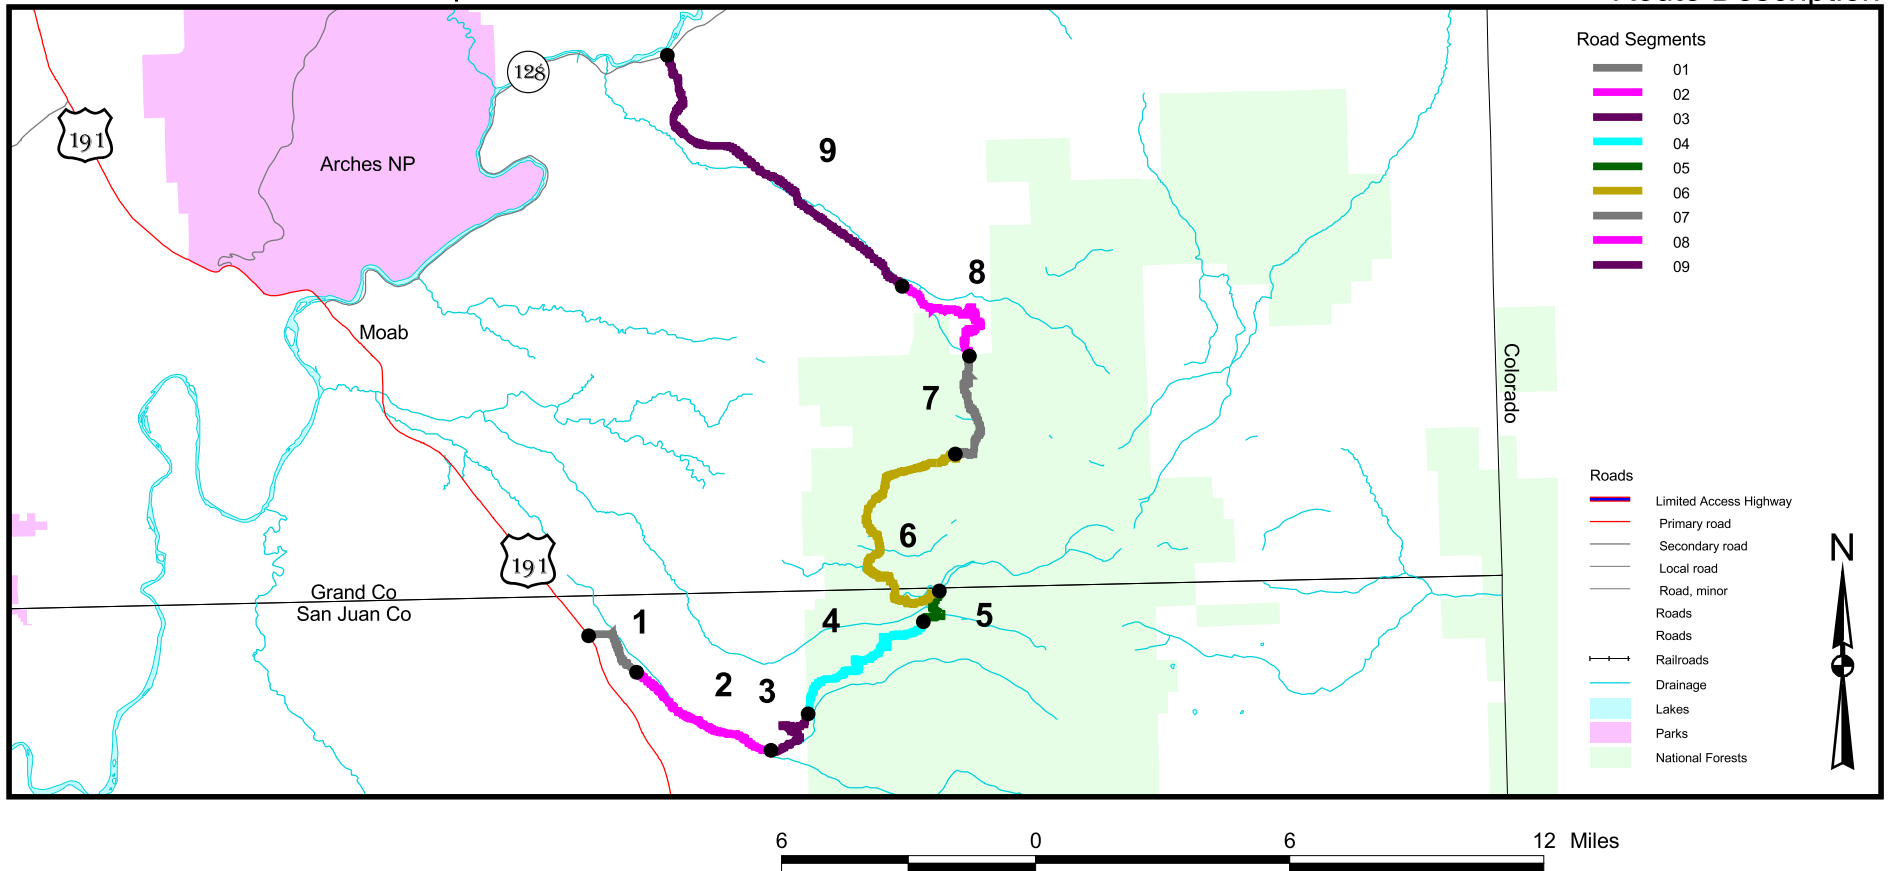 Route Description
128
191
Arches NP
Moab
9
8
7
6
191
Grand Co
San Juan Co
1
4
5
2
3
Colorado
Road Segments
01
02
03
04
05
06
07
08
09
Roads
Limited Access Highway
Primary road
Secondary road
Local road
Road, minor
Roads
Roads
Railroads
Drainage
Lakes
Parks
National Forests
N
6 0 6 12 Miles